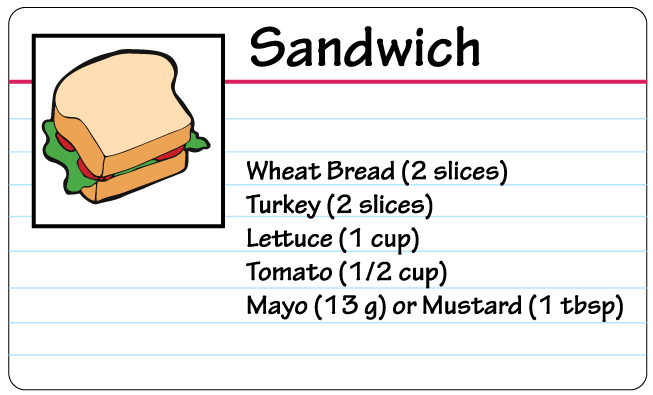 Sandwich
Wheat Bread (2 slices)
Turkey (2 slices)
Lettuce (1 cup)
Tomato (1/2 cup)
Mayo (13 g) or Mustard (1 tbsp)